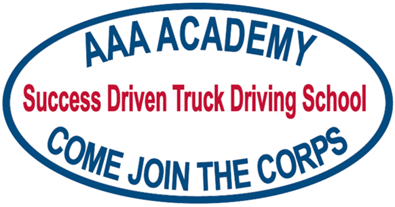 AAA ACADEMY
Success Driven Truck Driving School
COME JOIN THE CORPS